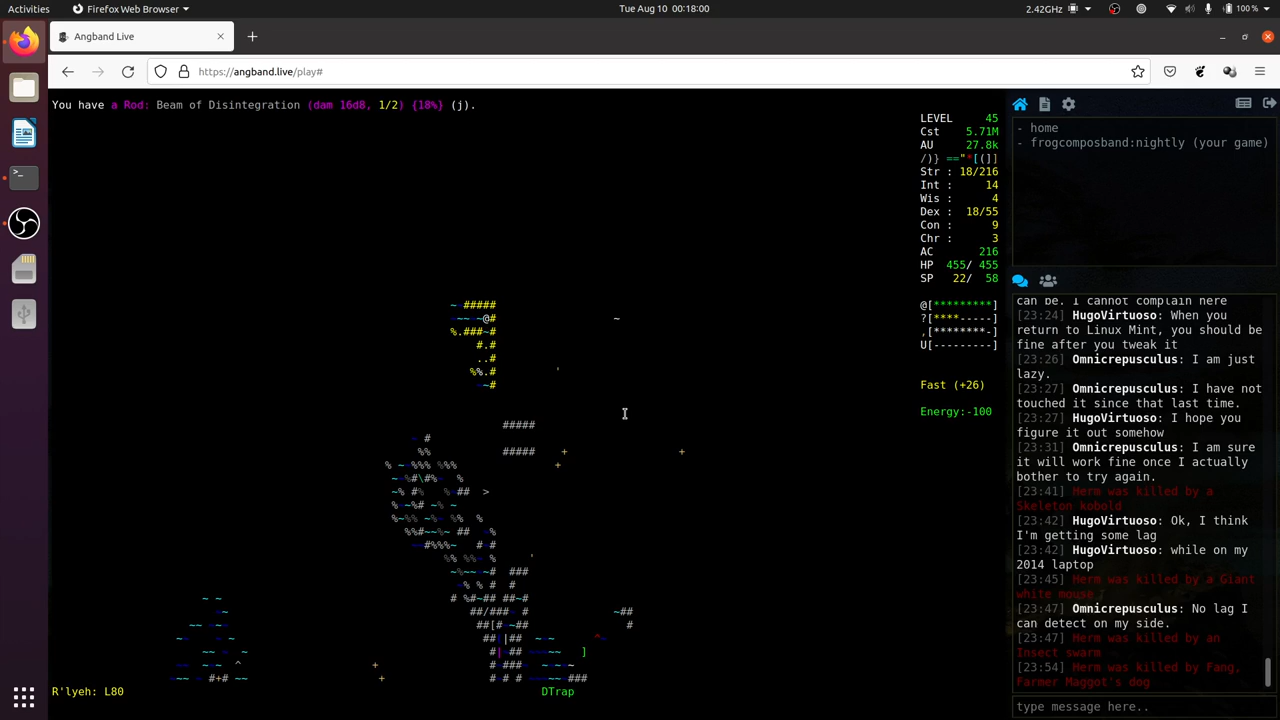 Activities
Firefox Web Browser
Tue Aug 10 00:18:00
2.42GHz
100 %
Angband Live
https://angband.live/play#
You have a Rod: Beam of Disintegration (dam 16d8, 1/2) {18%} (j).
LEVEL 45
Cst 5.71M
AU 27.8k
/)} =="*[(]]
Str : 18/216
Int : 14
Wis : 4
Dex : 18/55
Con : 9
Chr : 3
AC 216
HP 455/ 455
SP 22/ 58
@[*********]
?[****-----]
,[********-]
U[---------]
Fast (+26)
Energy:-100
R'lyeh: L80
DTrap
- home
- frogcomposband:nightly (your game)
can be. I cannot complain here
[23:24] HugoVirtuoso: When you
return to Linux Mint, you should be
fine after you tweak it
[23:26] Omnicrepusculus: I am just
lazy.
[23:27] Omnicrepusculus: I have not
touched it since that last time.
[23:27] HugoVirtuoso: I hope you
figure it out somehow
[23:31] Omnicrepusculus: I am sure
it will work fine once I actually
bother to try again.
[23:41] Herm was killed by a
Skeleton kobold
[23:42] HugoVirtuoso: Ok, I think
I'm getting some lag
[23:42] HugoVirtuoso: while on my
2014 laptop
[23:45] Herm was killed by a Giant
white mouse
[23:47] Omnicrepusculus: No lag I
can detect on my side.
[23:47] Herm was killed by an
Insect swarm
[23:54] Herm was killed by Fang,
Farmer Maggot's dog
type message here..